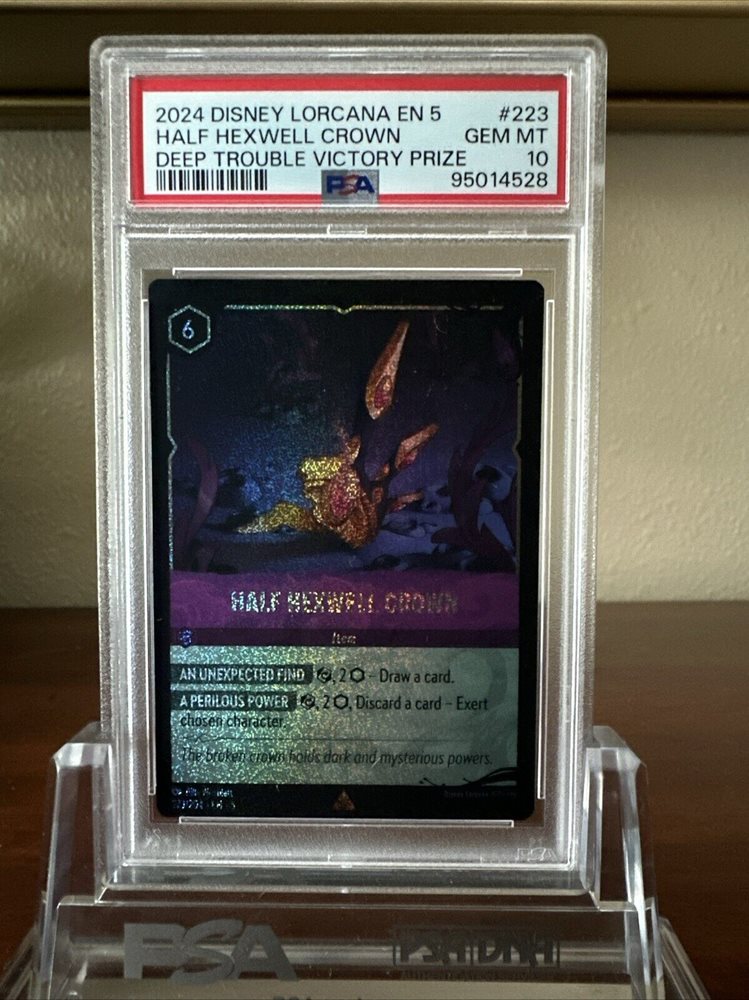 2024 DISNEY LORCANA EN 5 #223
HALF HEXWELL CROWN GEM MT
DEEP TROUBLE VICTORY PRIZE 10
PSA 95014528
6
HALF HEXWELL CROWN
Item
AN UNEXPECTED FIND , 2 – Draw a card.
A PERILOUS POWER , 2 , Discard a card – Exert
chosen character.
The broken crown holds dark and mysterious powers.
PSA PSA/DNA